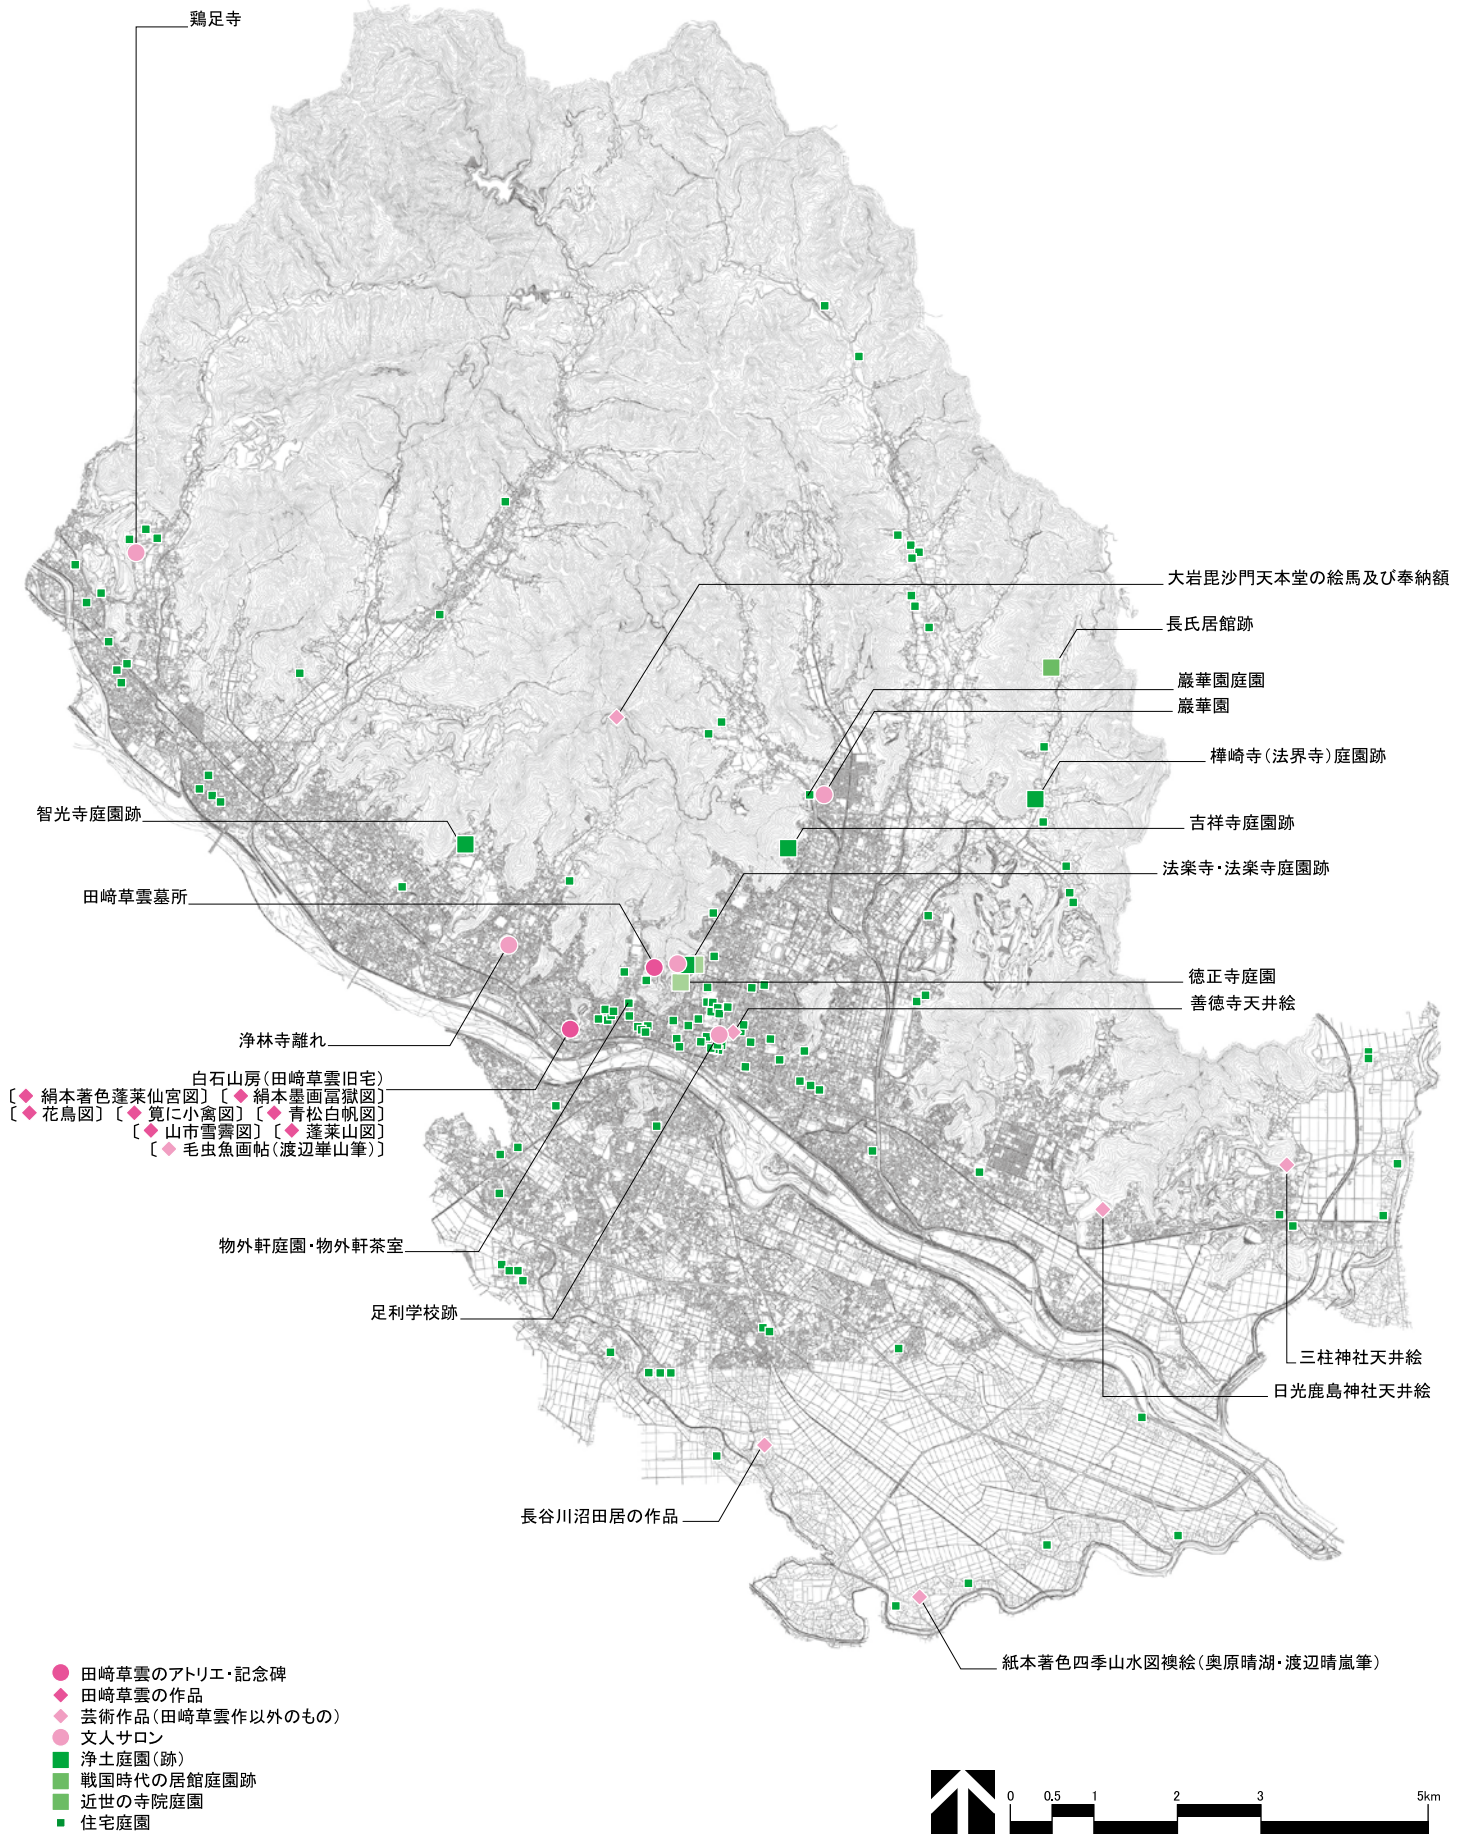 鶏足寺
大岩毘沙門天本堂の絵馬及び奉納額
長氏居館跡
巖華園庭園
巖華園
樺崎寺(法界寺)庭園跡
智光寺庭園跡
吉祥寺庭園跡
法楽寺・法楽寺庭園跡
田﨑草雲墓所
徳正寺庭園
善徳寺天井絵
浄林寺離れ
白石山房(田﨑草雲旧宅)
〔◆ 絹本著色蓬莱仙宮図〕〔◆ 絹本墨画冨嶽図〕
〔◆ 花鳥図〕〔◆ 筧に小禽図〕〔◆ 青松白帆図〕
〔◆ 山市雪霽図〕〔◆ 蓬莱山図〕
〔◆ 毛虫魚画帖(渡辺崋山筆)〕
物外軒庭園・物外軒茶室
足利学校跡
三柱神社天井絵
日光鹿島神社天井絵
長谷川沼田居の作品
紙本著色四季山水図襖絵(奥原晴湖・渡辺晴嵐筆)
田﨑草雲のアトリエ・記念碑
田﨑草雲の作品
芸術作品(田﨑草雲作以外のもの)
文人サロン
浄土庭園(跡)
戦国時代の居館庭園跡
近世の寺院庭園
住宅庭園
0 0.5 1 2 3 5km